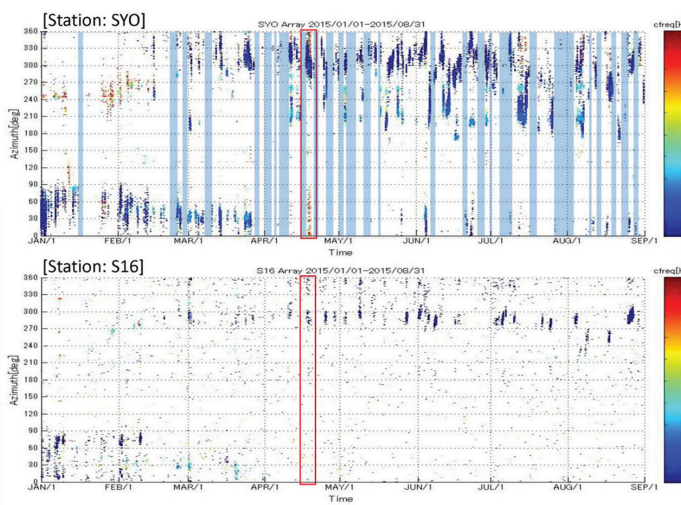 [Station: SYO]
SYO Array 2015/01/01-2015/08/31
cfreq[H
360
330
300
270
240
210
180
150
120
90
60
30
0
Azimuth[deg]
JAN/1 FEB/1 MAR/1 APR/1 MAY/1 JUN/1 JUL/1 AUG/1 SEP/1
Time
[Station: S16]
S16 Array 2015/01/01-2015/08/31
cfreq[H
360
330
300
270
240
210
180
150
120
90
60
30
0
Azimuth[deg]
JAN/1 FEB/1 MAR/1 APR/1 MAY/1 JUN/1 JUL/1 AUG/1 SEP/1
Time